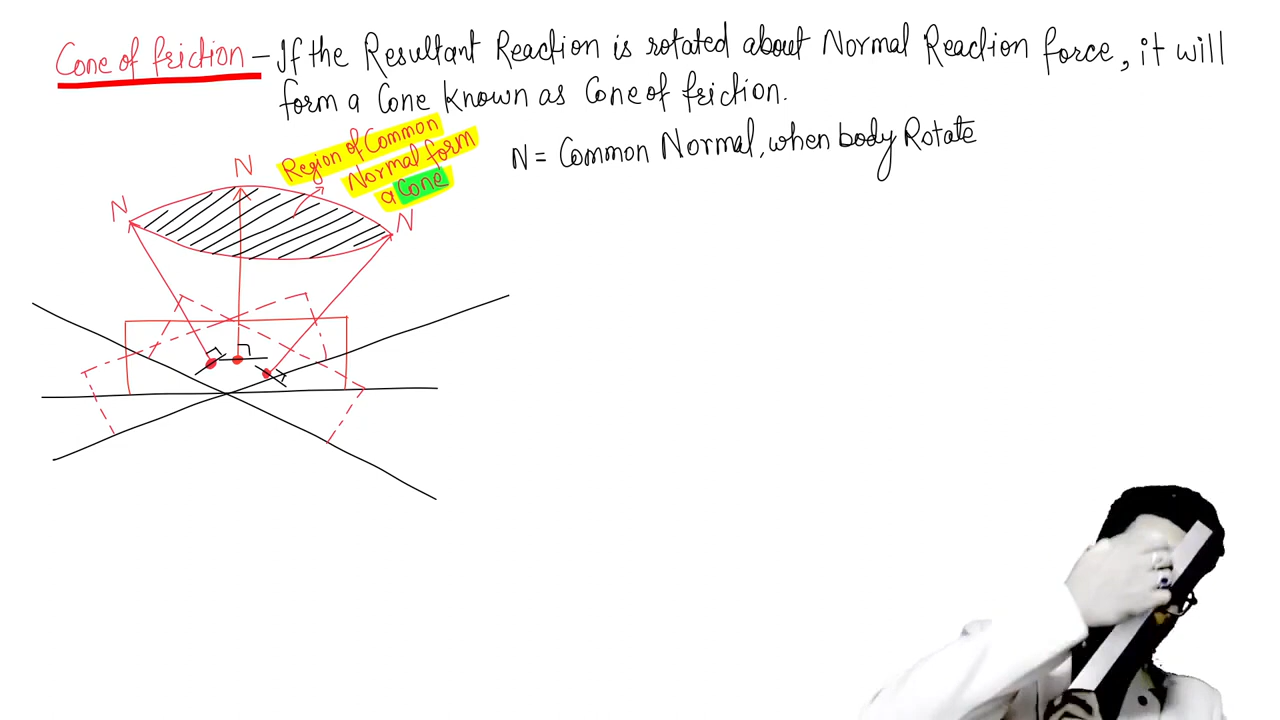 Cone of friction – If the Resultant Reaction is rotated about Normal Reaction force, it will
form a Cone known as Cone of friction.
N = Common Normal, when body Rotate
Region of Common
Normal form
a Cone
N
N
N